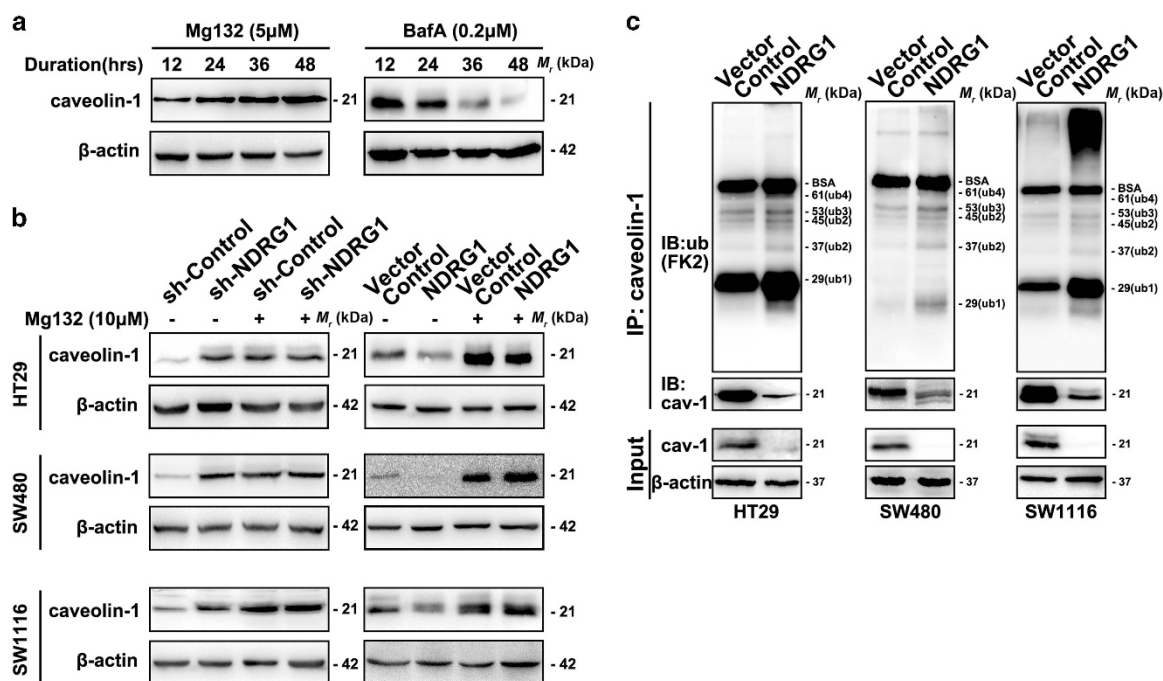 a
Mg132 (5μM) BafA (0.2μM)
Duration(hrs) 12 24 36 48 12 24 36 48 Mr (kDa)
caveolin-1 - 21 - 21
β-actin - 42 - 42
b
sh-Control sh-NDRG1 sh-Control sh-NDRG1 Vector Control NDRG1 Vector Control NDRG1
Mg132 (10μM) - - + + Mr (kDa) - - + + Mr (kDa)
HT29
caveolin-1 - 21 - 21
β-actin - 42 - 42
SW480
caveolin-1 - 21 - 21
β-actin - 42 - 42
SW1116
caveolin-1 - 21 - 21
β-actin - 42 - 42
c
Vector Control NDRG1 Mr (kDa) Vector Control NDRG1 Mr (kDa) Vector Control NDRG1 Mr (kDa)
IP: caveolin-1
IB:ub
(FK2)
- BSA - BSA - BSA
- 61(ub4) - 61(ub4) - 61(ub4)
- 53(ub3) - 53(ub3) - 53(ub3)
- 45(ub2) - 45(ub2) - 45(ub2)
- 37(ub2) - 37(ub2) - 37(ub2)
- 29(ub1) - 29(ub1) - 29(ub1)
IB:
cav-1 - 21 - 21 - 21
Input
cav-1 - 21 - 21 - 21
β-actin - 37 - 37 - 37
HT29 SW480 SW1116